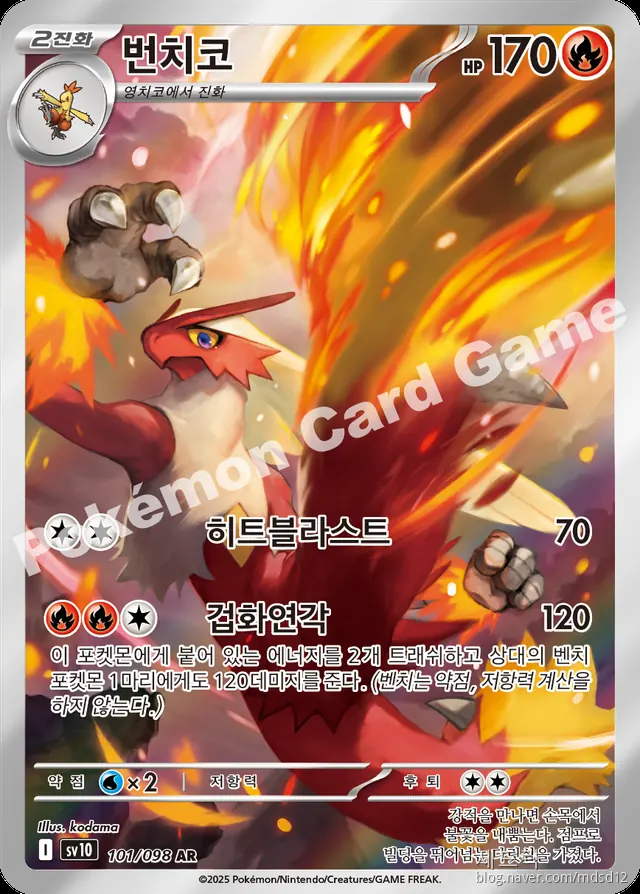 2진화
번치코
HP 170
영치코에서 진화
Pokémon Card Game
히트블라스트 70
겁화연각 120
이 포켓몬에게 붙어 있는 에너지를 2개 트래쉬하고 상대의 벤치
포켓몬 1마리에게도 120데미지를 준다. (벤치는 약점, 저항력 계산을
하지 않는다.)
약점 ×2 저항력 후퇴
Illus. kodama
강적을 만나면 손목에서
불꽃을 내뿜는다. 점프로
빌딩을 뛰어넘는 다릿힘을 가졌다.
I sv10 101/098 AR
©2025 Pokémon/Nintendo/Creatures/GAME FREAK.
blog.naver.com/mdsd12